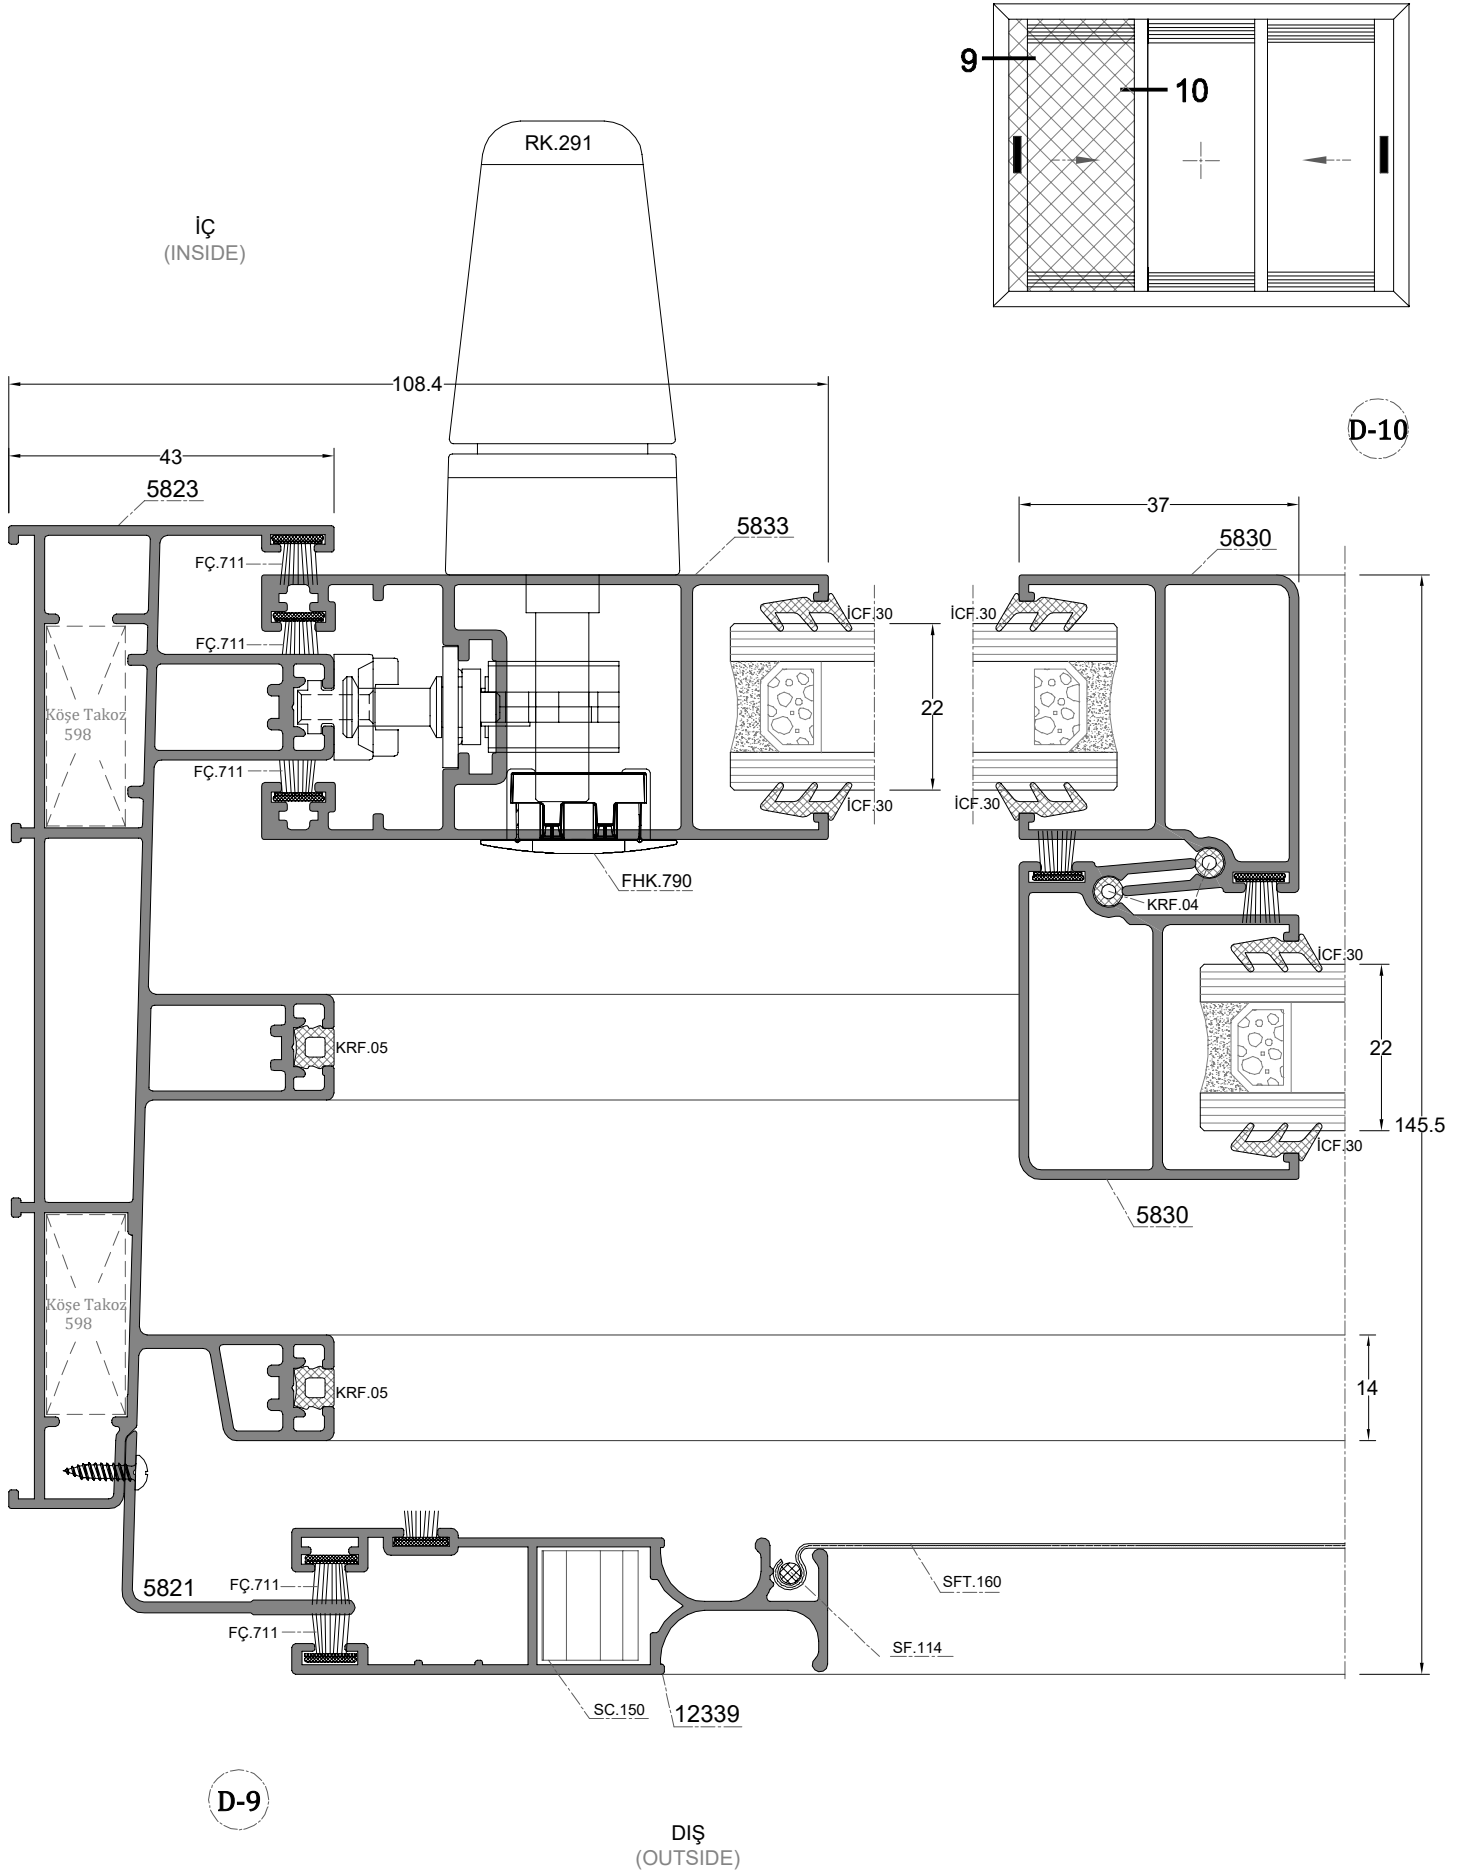 9
10
RK.291
İÇ
(INSIDE)
108.4
D-10
43
5823
37
5833
5830
FÇ.711
İCF.30
İCF.30
FÇ.711
Köşe Takoz
598
22
FÇ.711
İCF.30
İCF.30
FHK.790
KRF.04
İCF.30
KRF.05
22
145.5
İCF.30
5830
Köşe Takoz
598
KRF.05
14
5821
FÇ.711
SFT.160
FÇ.711
SF.114
SC.150
12339
D-9
DIŞ
(OUTSIDE)